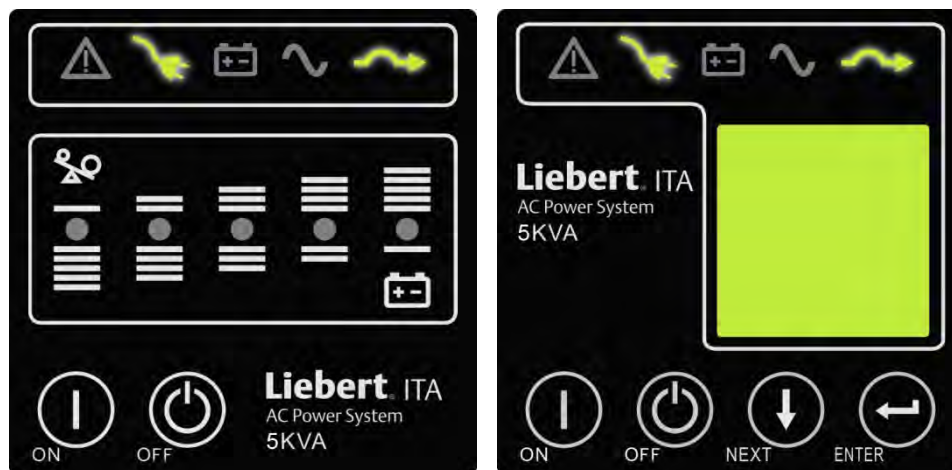 Liebert. ITA
AC Power System
5KVA
ON
OFF
Liebert. ITA
AC Power System
5KVA
ON
OFF
NEXT
ENTER